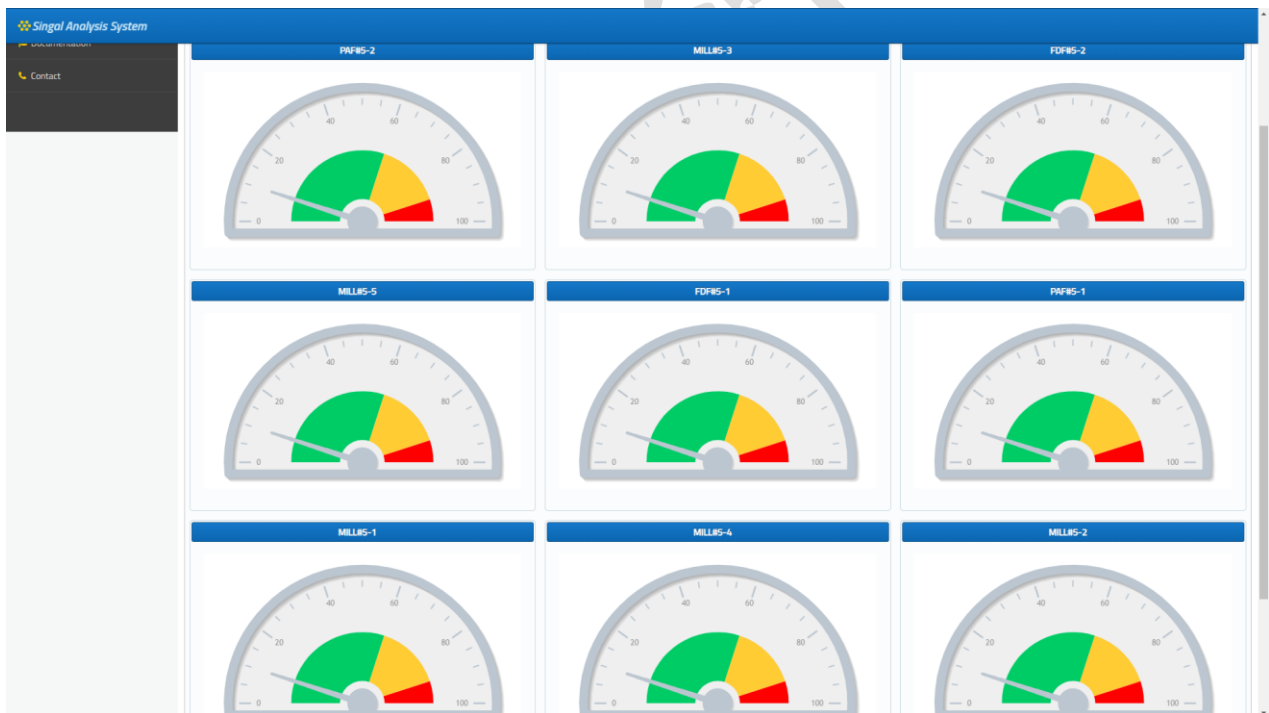 Singal Analysis System
Documentation
Contact
PAF#5-2
0 20 40 60 80 100
MILL#5-3
0 20 40 60 80 100
FDF#5-2
0 20 40 60 80 100
MILL#5-5
0 20 40 60 80 100
FDF#5-1
0 20 40 60 80 100
PAF#5-1
0 20 40 60 80 100
MILL#5-1
0 20 40 60 80 100
MILL#5-4
0 20 40 60 80 100
MILL#5-2
0 20 40 60 80 100